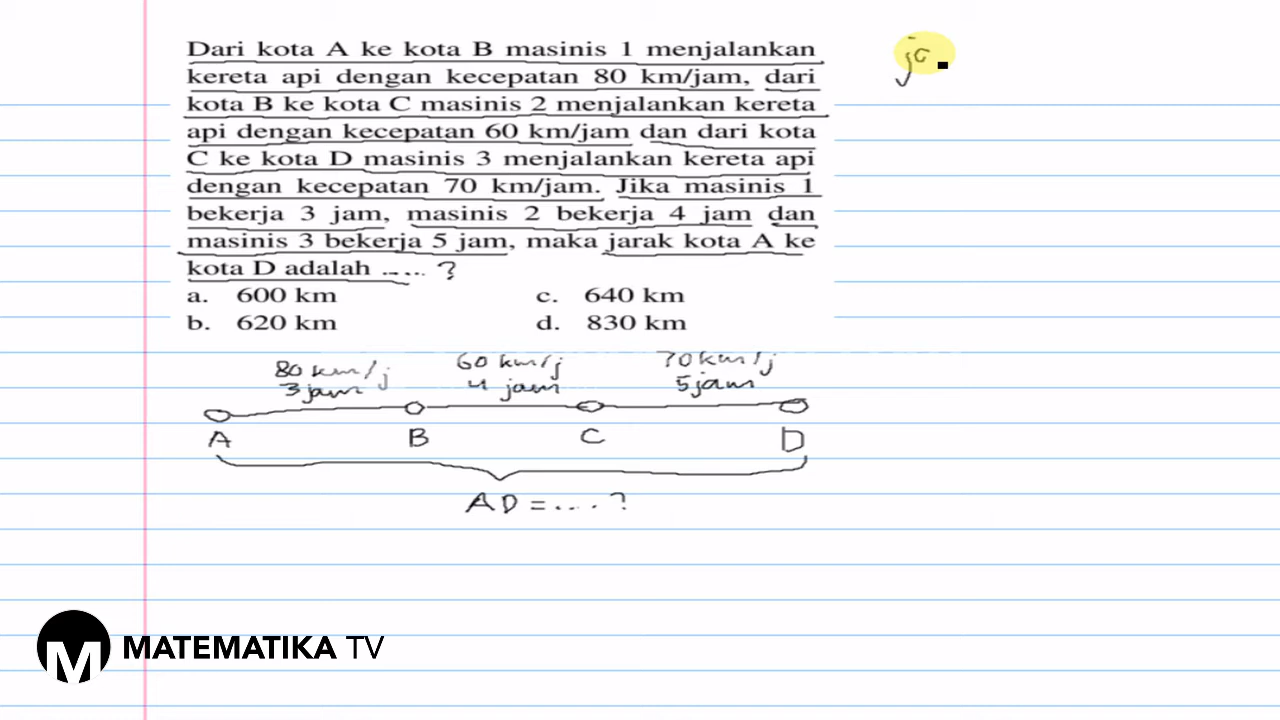 Dari kota A ke kota B masinis 1 menjalankan
kereta api dengan kecepatan 80 km/jam, dari
kota B ke kota C masinis 2 menjalankan kereta
api dengan kecepatan 60 km/jam dan dari kota
C ke kota D masinis 3 menjalankan kereta api
dengan kecepatan 70 km/jam. Jika masinis 1
bekerja 3 jam, masinis 2 bekerja 4 jam dan
masinis 3 bekerja 5 jam, maka jarak kota A ke
kota D adalah ...... ?
a. 600 km c. 640 km
b. 620 km d. 830 km
80 km/j 60 km/j 70 km/j
3 jam 4 jam 5 jam
A B C D
AD = .... ?
M MATEMATIKA TV